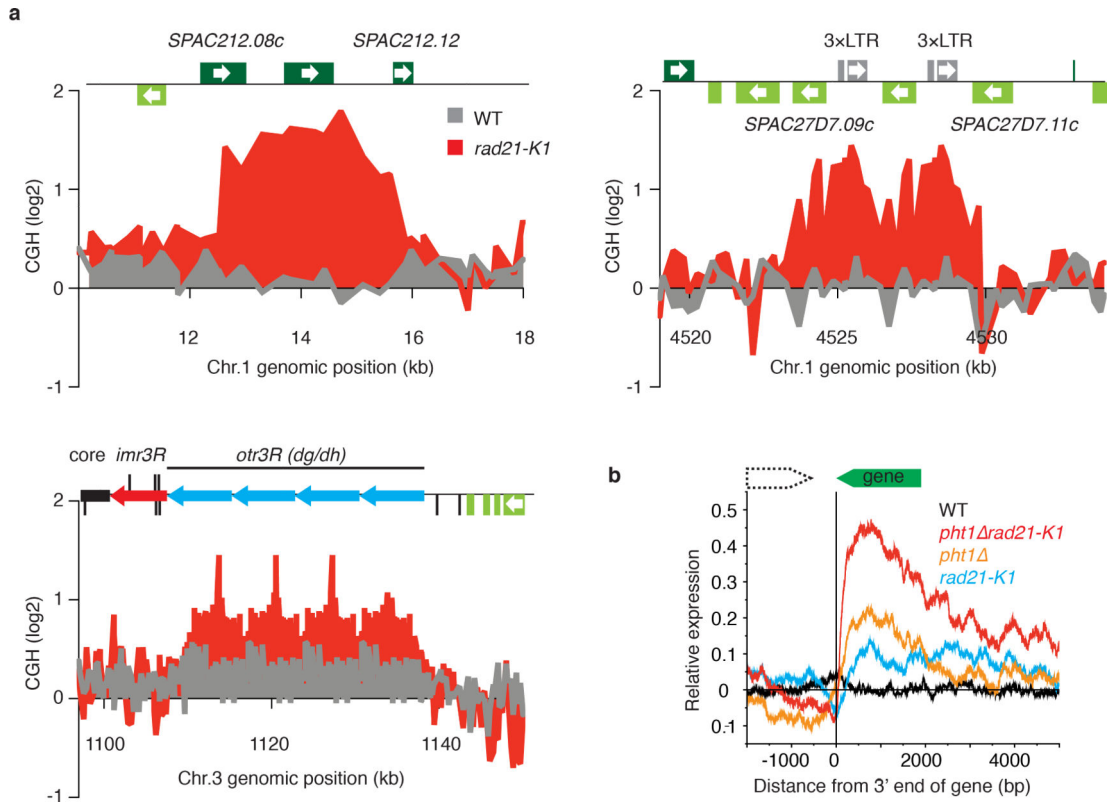 a
SPAC212.08c SPAC212.12
2
1
0
-1
CGH (log2)
WT
rad21-K1
12 14 16 18
Chr.1 genomic position (kb)
3×LTR 3×LTR
SPAC27D7.09c SPAC27D7.11c
2
1
0
-1
CGH (log2)
4520 4525 4530
Chr.1 genomic position (kb)
core imr3R otr3R (dg/dh)
2
1
0
-1
CGH (log2)
1100 1120 1140
Chr.3 genomic position (kb)
b
gene
WT
pht1Δrad21-K1
pht1Δ
rad21-K1
0.5
0.4
0.3
0.2
0.1
0
0.1
Relative expression
-1000 0 2000 4000
Distance from 3' end of gene (bp)